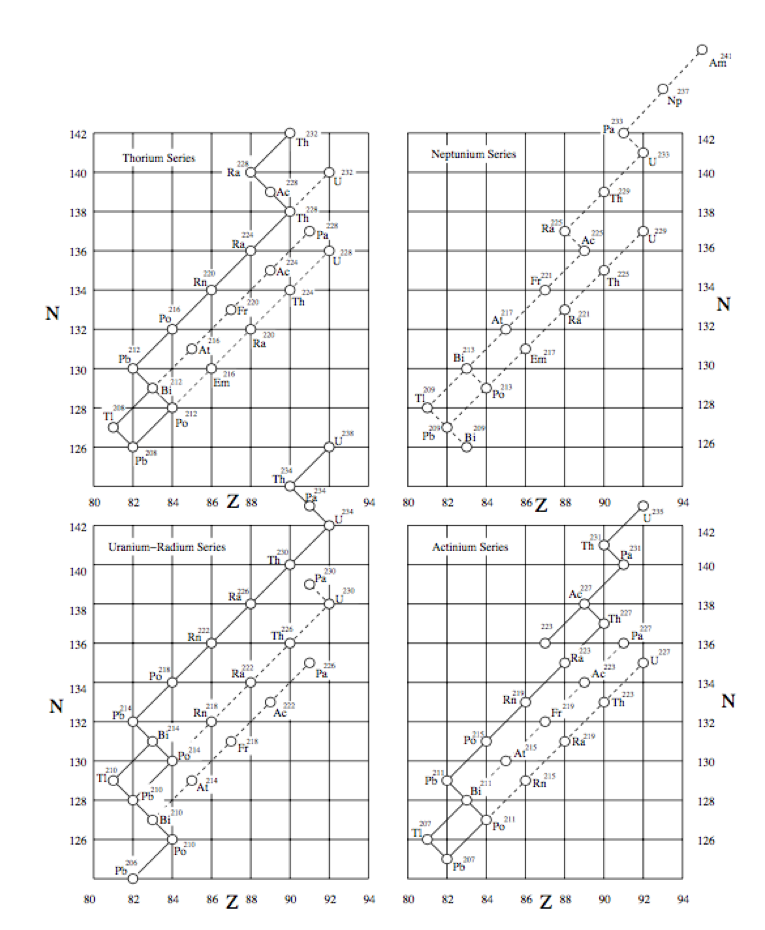 Thorium Series
142
140
138
136
134
132
130
128
126
N
Th 232
Ra 228
Ac 228
U 232
Th 228
Pa 228
Ra 224
U 228
Ac 224
Rn 220
Th 224
Fr 220
Po 216
Ra 220
At 216
Pb 212
Em 216
Bi 212
Po 212
Tl 208
Pb 208
80 82 84 Z 88 90 92 94
Neptunium Series
142
140
138
136
134
132
130
128
126
N
Am 241
Np 237
Pa 233
U 233
Th 229
Ra 225
Ac 225
U 229
Fr 221
Th 225
At 217
Ra 221
Bi 213
Em 217
Po 213
Tl 209
Pb 209
Bi 209
80 82 84 Z 88 90 92 94
Uranium–Radium Series
142
140
138
136
134
132
130
128
126
N
U 238
Th 234
Pa 234
U 234
Th 230
Pa 230
Ra 226
U 230
Rn 222
Th 226
Pa 226
Po 218
Ra 222
Ac 222
Pb 214
Rn 218
Bi 214
Fr 218
Po 214
Tl 210
At 214
Pb 210
Bi 210
Po 210
Pb 206
80 82 84 86 Z 88 90 92 94
Actinium Series
142
140
138
136
134
132
130
128
126
N
U 235
Th 231
Pa 231
Ac 227
Th 227
223
Pa 227
Ra 223
U 227
Ac 223
Rn 219
Th 223
Fr 219
Po 215
Ra 219
At 215
Pb 211
Rn 215
Bi 211
Po 211
Tl 207
Pb 207
80 82 84 86 Z 88 90 92 94